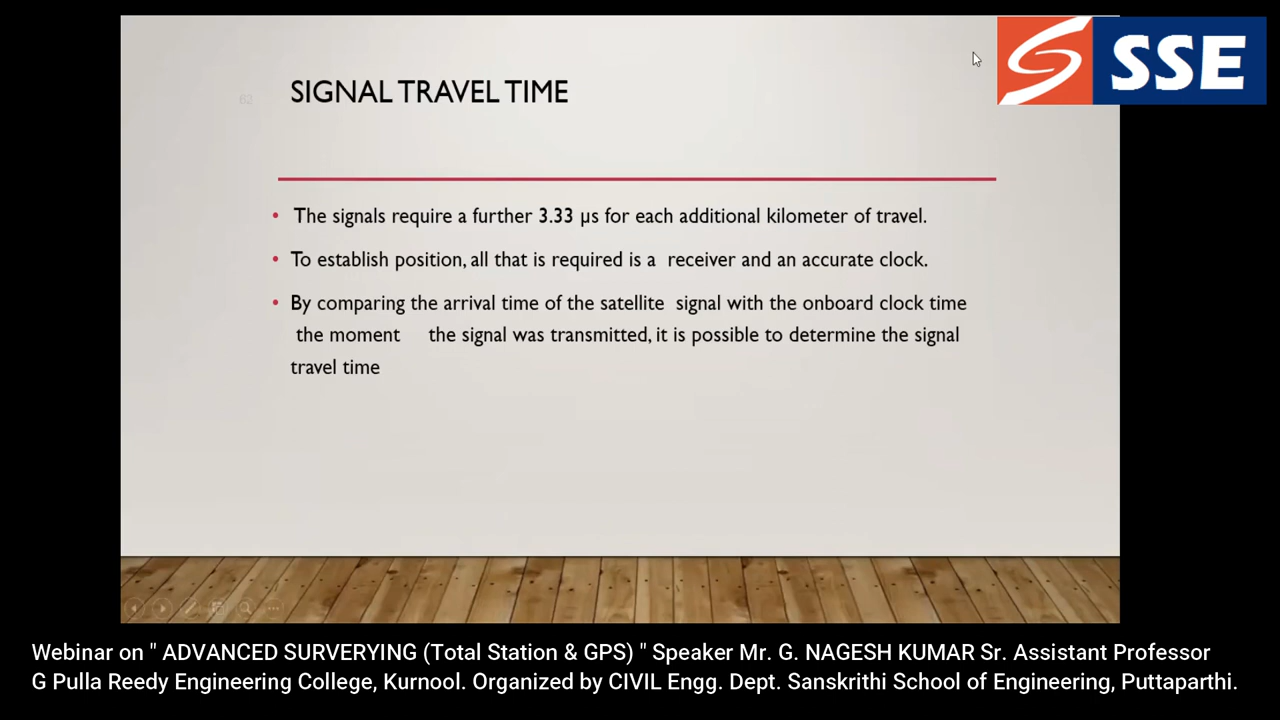 SSE
62
SIGNAL TRAVEL TIME
• The signals require a further 3.33 μs for each additional kilometer of travel.
• To establish position, all that is required is a receiver and an accurate clock.
• By comparing the arrival time of the satellite signal with the onboard clock time
the moment the signal was transmitted, it is possible to determine the signal
travel time
Webinar on " ADVANCED SURVERYING (Total Station & GPS) " Speaker Mr. G. NAGESH KUMAR Sr. Assistant Professor
G Pulla Reedy Engineering College, Kurnool. Organized by CIVIL Engg. Dept. Sanskrithi School of Engineering, Puttaparthi.